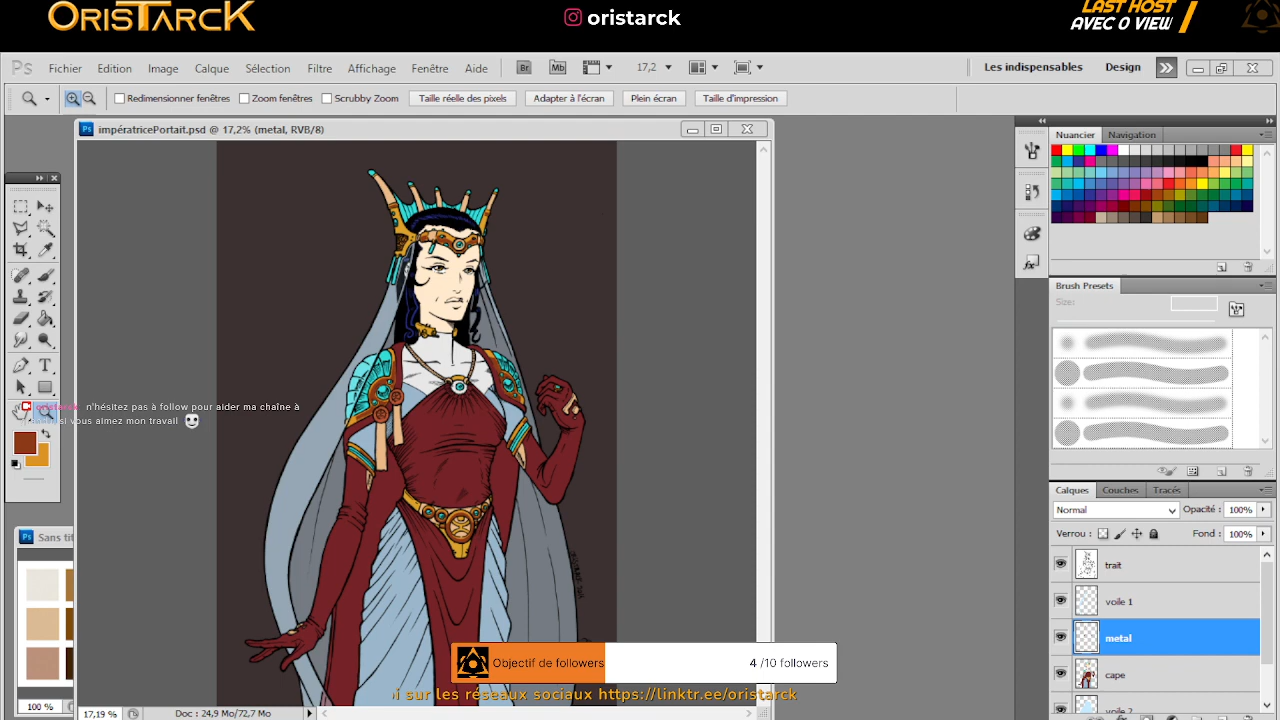 ORISTARCK
oristarck
LAST HOST
AVEC 0 VIEW
Ps Fichier Edition Image Calque Sélection Filtre Affichage Fenêtre Aide Br Mb 17,2 Les indispensables Design
Redimensionner fenêtres Zoom fenêtres Scrubby Zoom Taille réelle des pixels Adapter à l'écran Plein écran Taille d'impression
impératricePortait.psd @ 17,2% (metal, RVB/8)
Nuancier Navigation
Brush Presets
Size:
oristarck n'hésitez pas à follow pour aider ma chaîne à
si vous aimez mon travail
Calques Couches Tracés
Normal Opacité : 100%
Verrou : Fond : 100%
trait
voile 1
metal
cape
voile 2
Sans tit
100 %
Objectif de followers 4 /10 followers
i sur les réseaux sociaux https://linktr.ee/oristarck
17,19 % Doc : 24,9 Mo/72,7 Mo